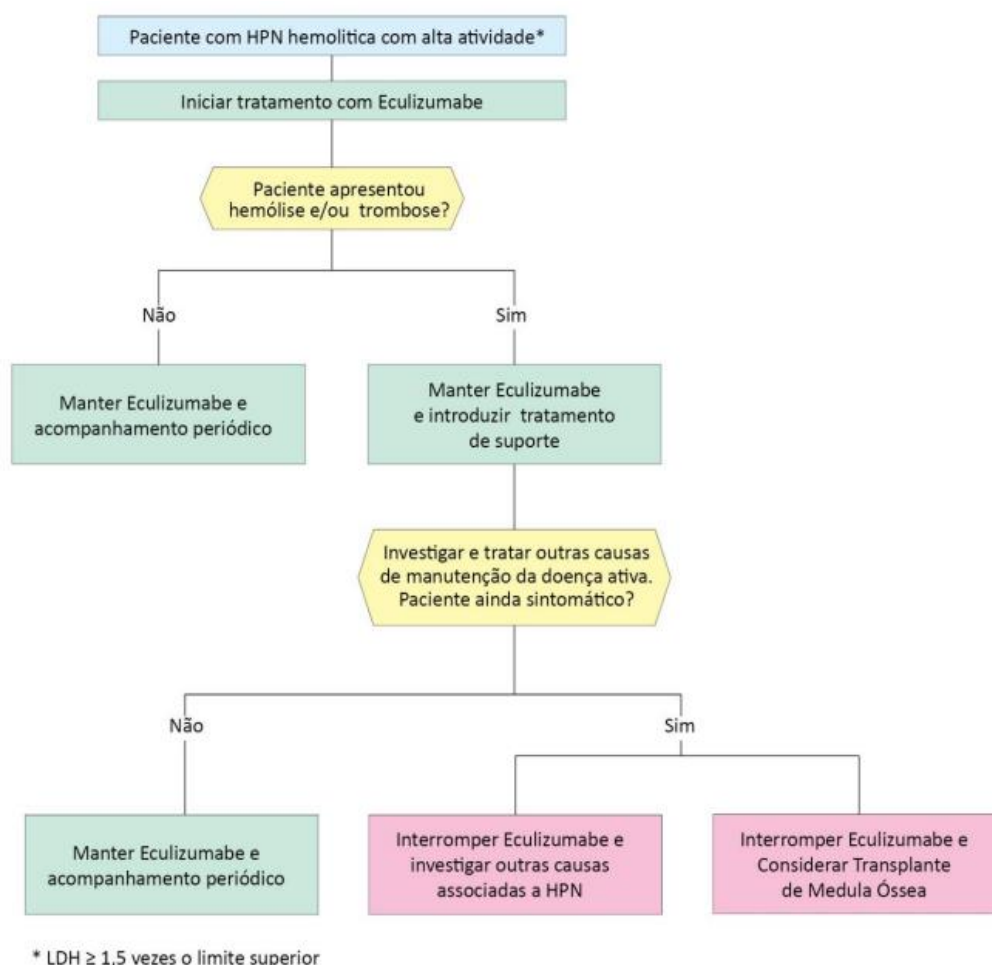 Paciente com HPN hemolitica com alta atividade*
Iniciar tratamento com Eculizumabe
Paciente apresentou
hemólise e/ou trombose?
Não
Sim
Manter Eculizumabe e
acompanhamento periódico
Manter Eculizumabe
e introduzir tratamento
de suporte
Investigar e tratar outras causas
de manutenção da doença ativa.
Paciente ainda sintomático?
Não
Sim
Manter Eculizumabe e
acompanhamento periódico
Interromper Eculizumabe e
investigar outras causas
associadas a HPN
Interromper Eculizumabe e
Considerar Transplante
de Medula Óssea
* LDH ≥ 1,5 vezes o limite superior